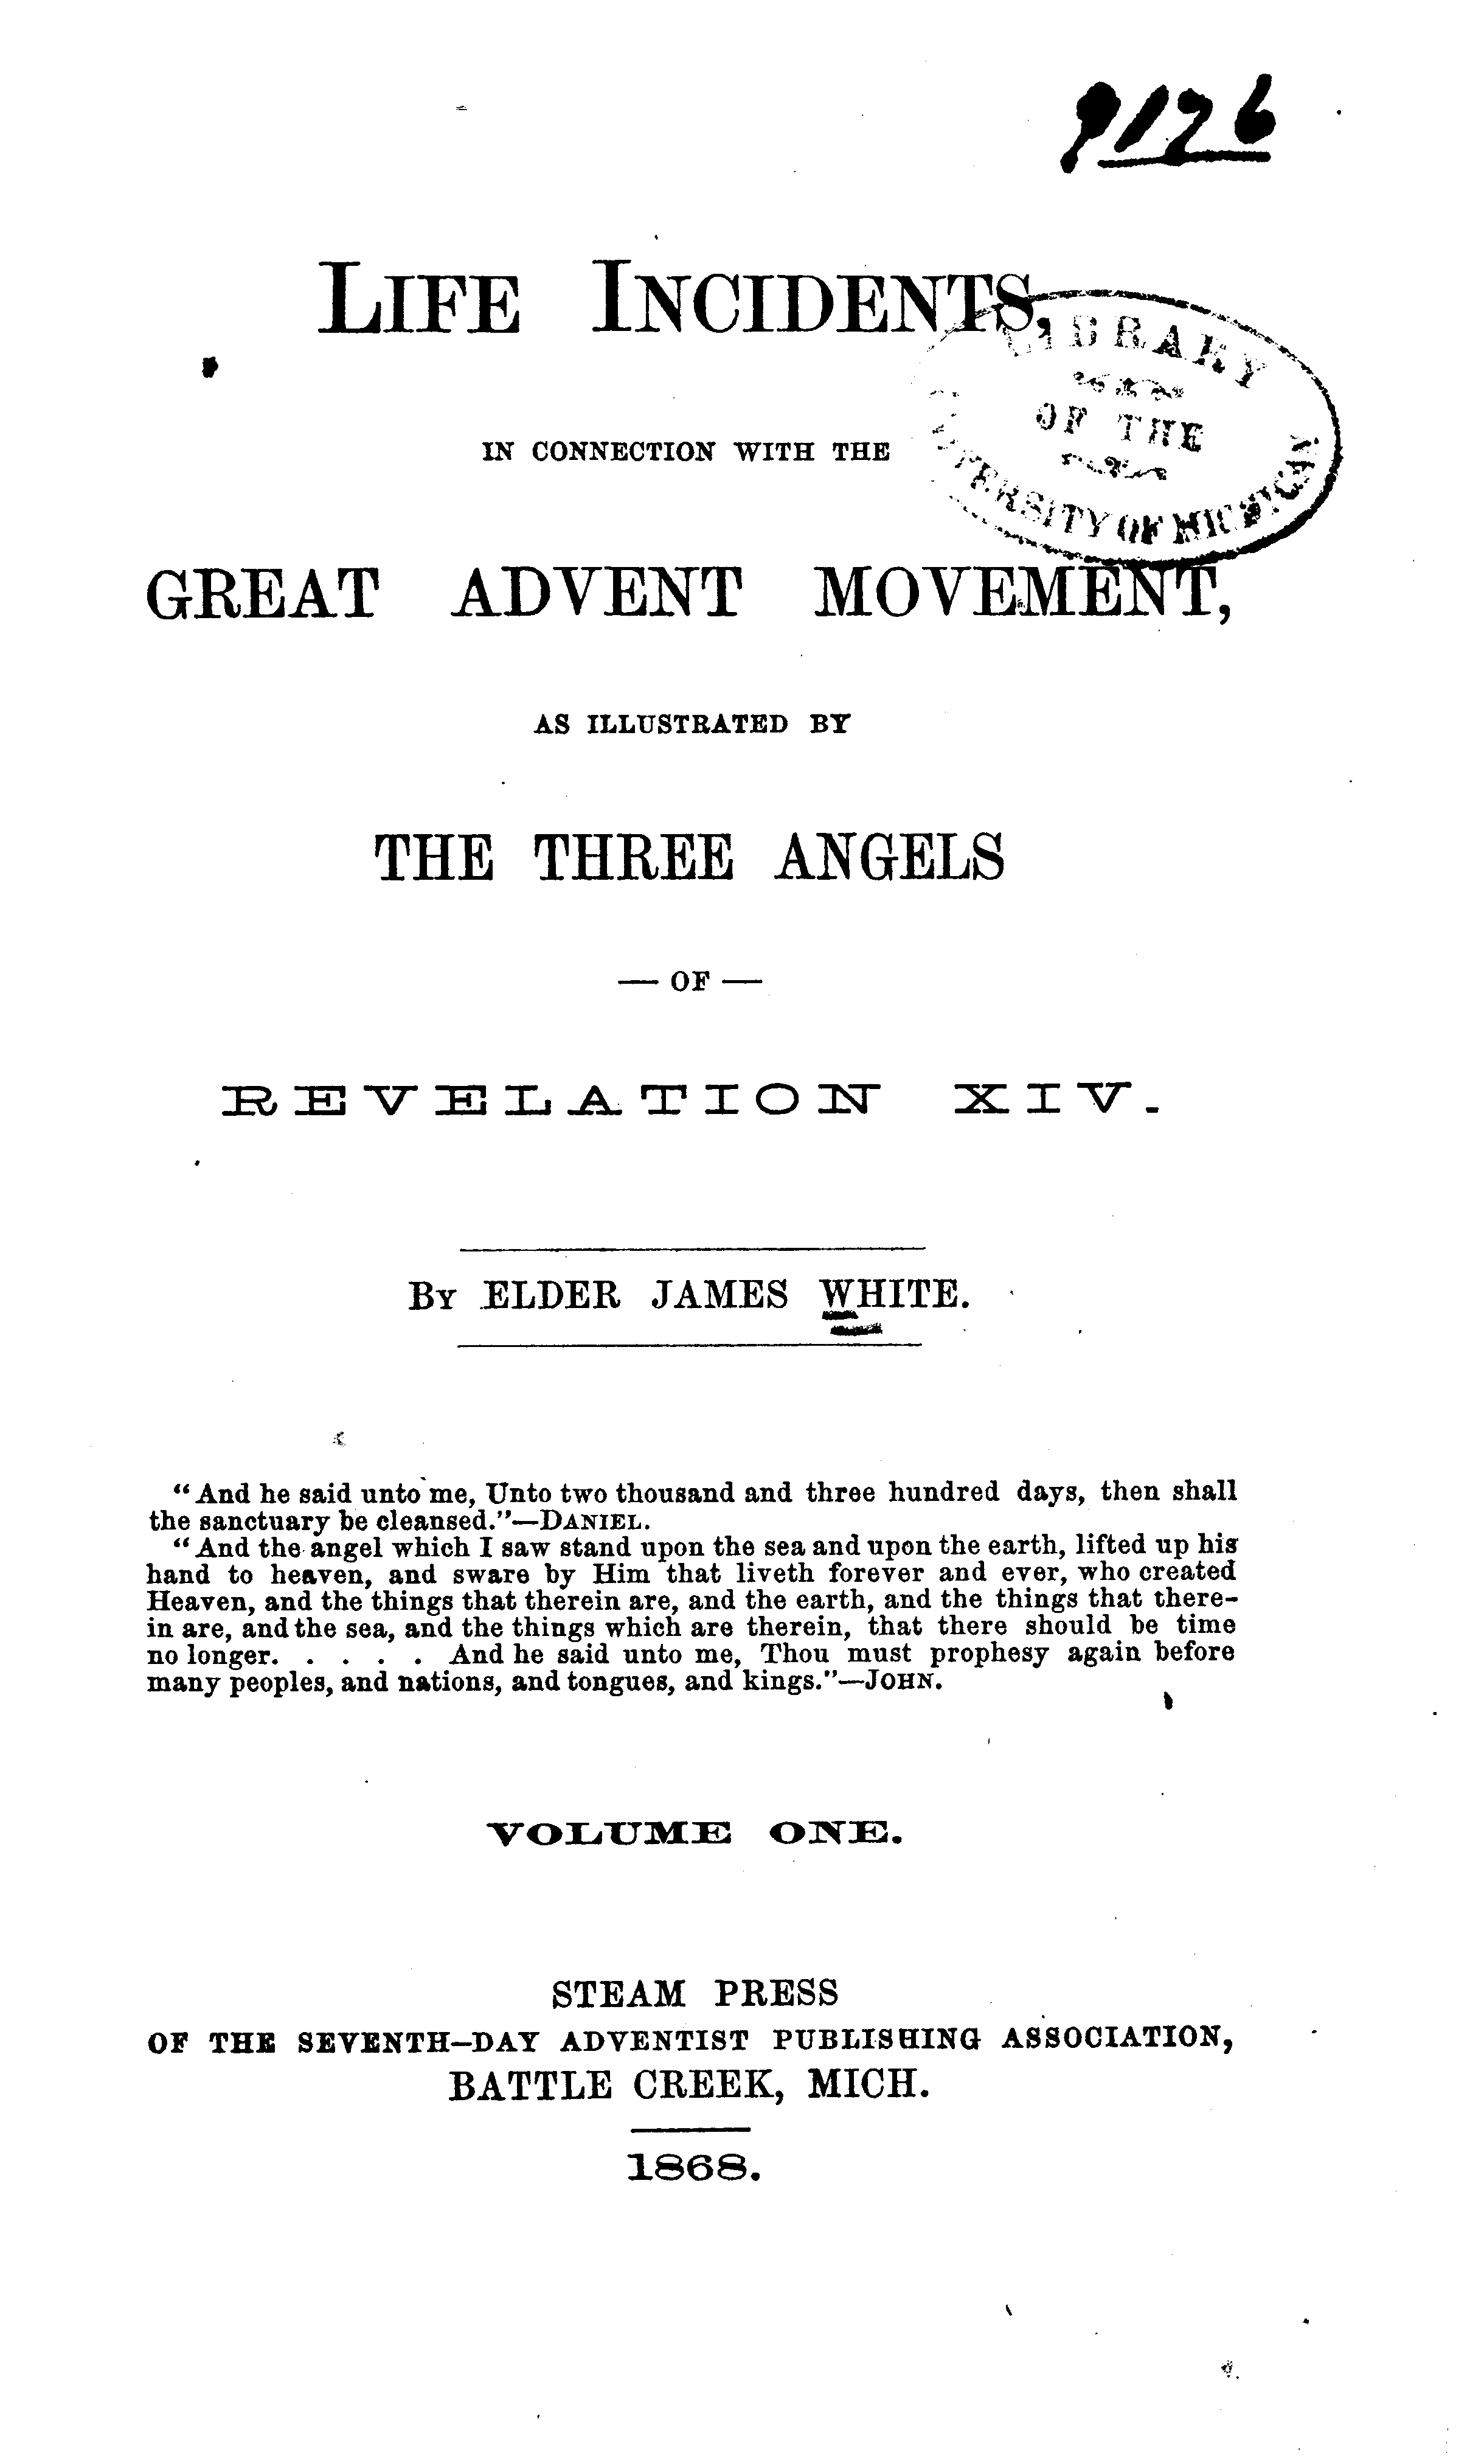 9126
LIFE INCIDENTS,
LIBRARY
OF THE
UNIVERSITY OF MICHIGAN
IN CONNECTION WITH THE
GREAT ADVENT MOVEMENT,
AS ILLUSTRATED BY
THE THREE ANGELS
— OF —
REVELATION XIV.
BY ELDER JAMES WHITE.
“And he said unto me, Unto two thousand and three hundred days, then shall
the sanctuary be cleansed.”—DANIEL.
“And the angel which I saw stand upon the sea and upon the earth, lifted up his
hand to heaven, and sware by Him that liveth forever and ever, who created
Heaven, and the things that therein are, and the earth, and the things that there-
in are, and the sea, and the things which are therein, that there should be time
no longer. . . . . And he said unto me, Thou must prophesy again before
many peoples, and nations, and tongues, and kings.”—JOHN.
VOLUME ONE.
STEAM PRESS
OF THE SEVENTH-DAY ADVENTIST PUBLISHING ASSOCIATION,
BATTLE CREEK, MICH.
1868.